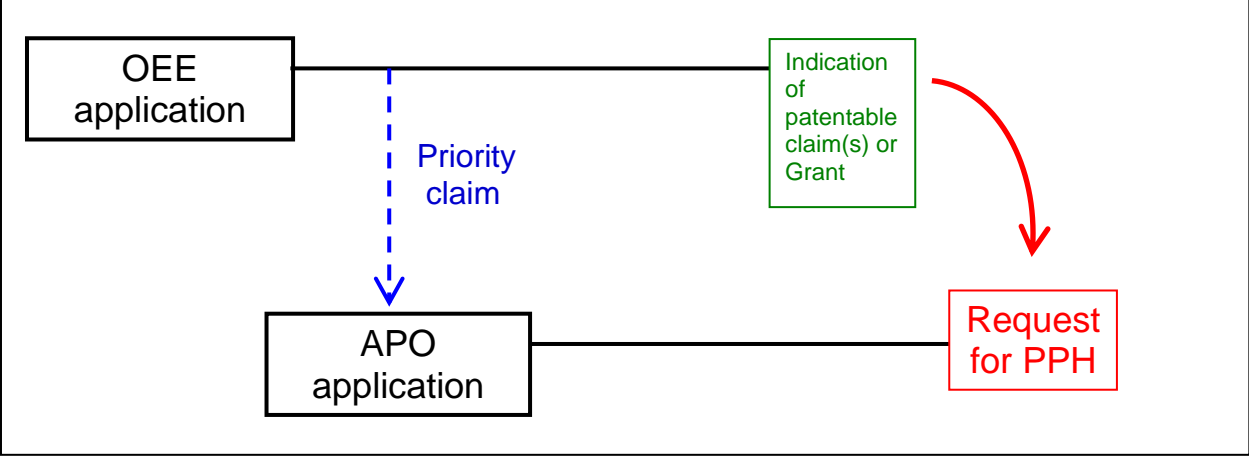 OEE
application
Indication
of
patentable
claim(s) or
Grant
Priority
claim
APO
application
Request
for PPH